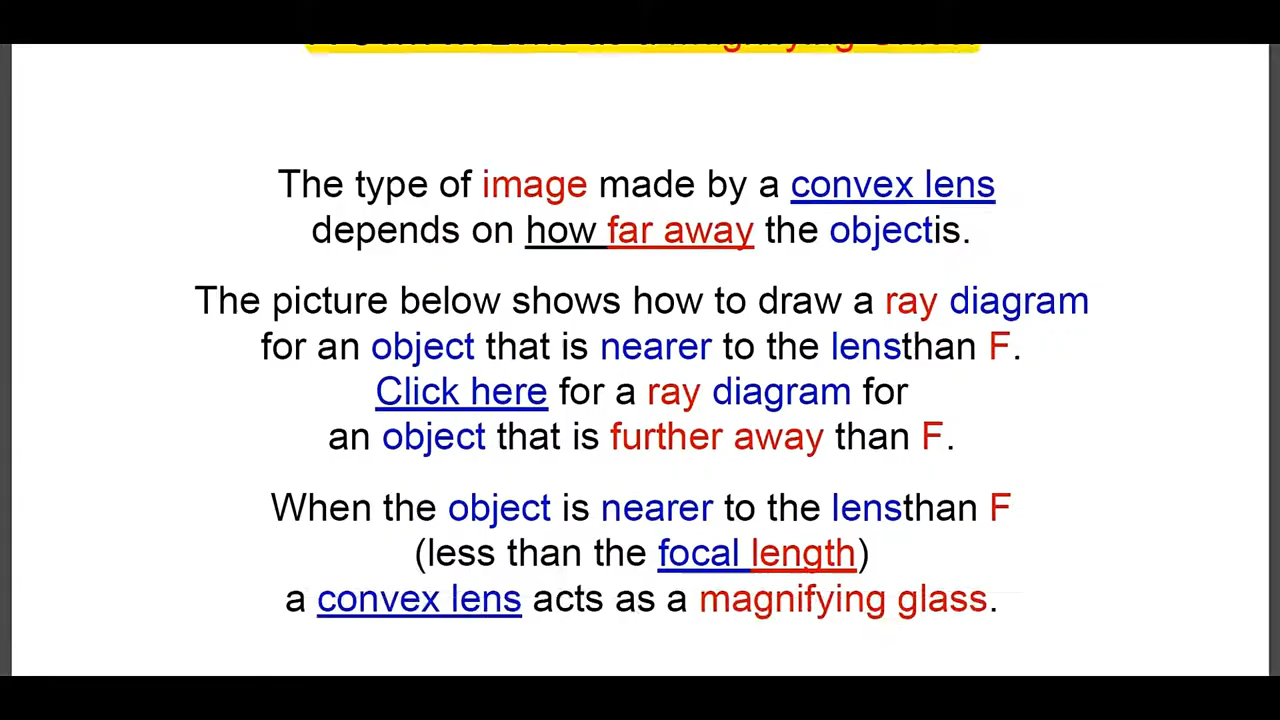 The type of image made by a convex lens
depends on how far away the objectis.
The picture below shows how to draw a ray diagram
for an object that is nearer to the lensthan F.
Click here for a ray diagram for
an object that is further away than F.
When the object is nearer to the lensthan F
(less than the focal length)
a convex lens acts as a magnifying glass.